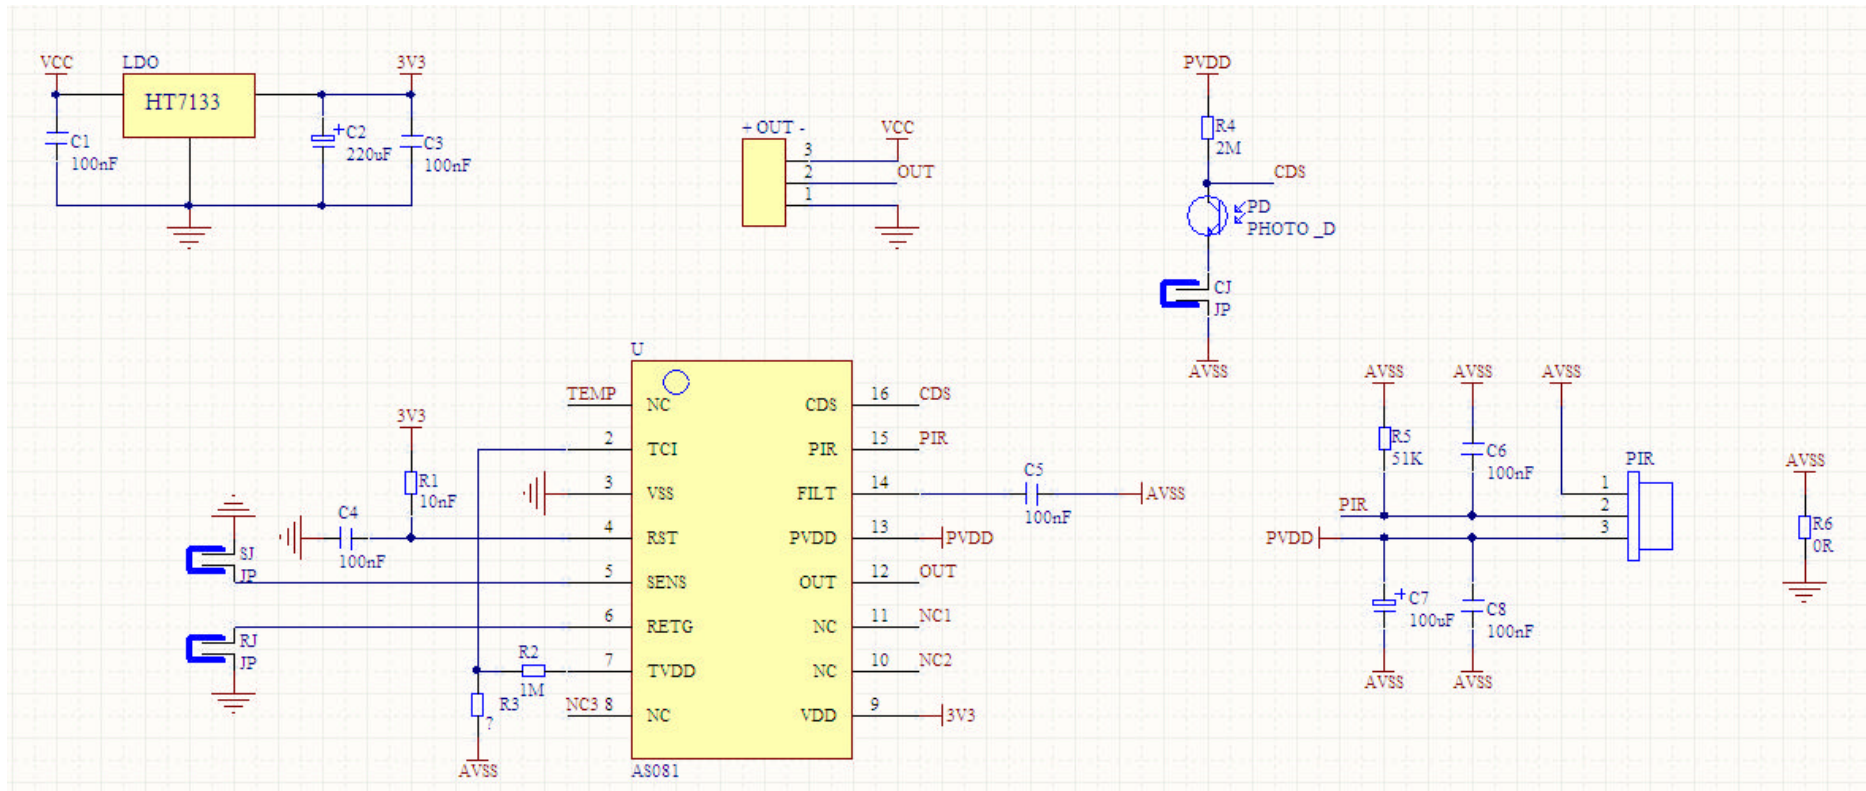 VCC
LDO
3V3
HT7133
C1
100nF
C2
220uF
C3
100nF
+ OUT -
VCC
3
2
OUT
1
PVDD
R4
2M
CDS
PD
PHOTO _D
CJ
JP
AVSS
U
TEMP
NC
CDS
16
CDS
2
TCI
PIR
15
PIR
3
VSS
FILT
14
C5
100nF
AVSS
4
RST
PVDD
13
PVDD
5
SENS
OUT
12
OUT
6
RETG
NC
11
NC1
7
TVDD
NC
10
NC2
NC3
8
NC
VDD
9
3V3
AS081
3V3
R1
10nF
C4
100nF
SJ
JP
RJ
JP
R2
1M
R3
?
AVSS
AVSS
AVSS
AVSS
R5
51K
C6
100nF
PIR
1
PIR
2
PVDD
3
C7
100uF
C8
100nF
AVSS
AVSS
AVSS
R6
0R
+
+